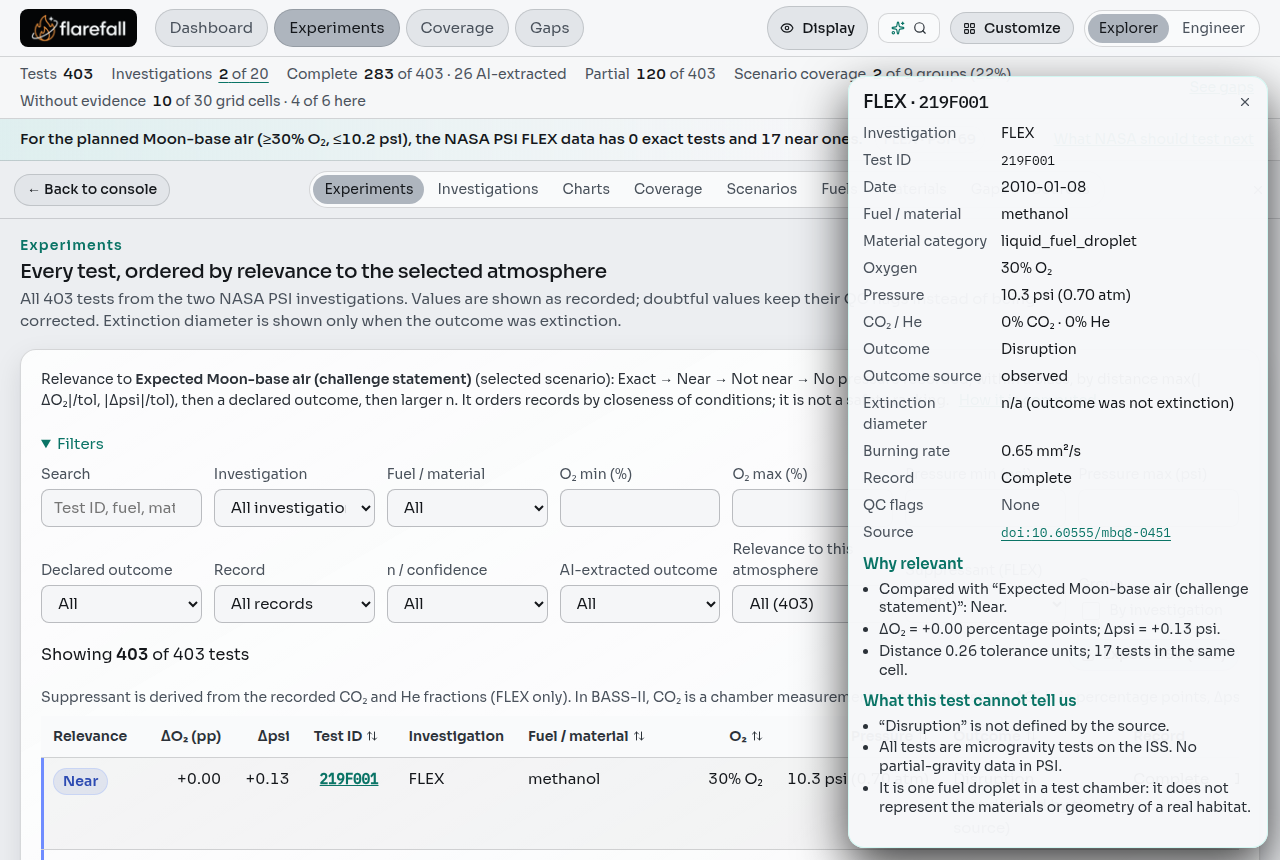 flarefall
Dashboard
Experiments
Coverage
Gaps
Display
Customize
Explorer
Engineer
Tests 403 Investigations 2 of 20 Complete 283 of 403 · 26 AI-extracted Partial 120 of 403 Scenario coverage 2 of 9 groups (22%)
Without evidence 10 of 30 grid cells · 4 of 6 here
For the planned Moon-base air (≥30% O₂, ≤10.2 psi), the NASA PSI FLEX data has 0 exact tests and 17 near one
What NASA should test next
← Back to console
Experiments
Investigations
Charts
Coverage
Scenarios
Experiments
Every test, ordered by relevance to the selected atmosphere
All 403 tests from the two NASA PSI investigations. Values are shown as recorded; doubtful values keep their
corrected. Extinction diameter is shown only when the outcome was extinction.
Relevance to Expected Moon-base air (challenge statement) (selected scenario): Exact → Near → Not near → No
ΔO₂|/tol, |Δpsi|/tol), then a declared outcome, then larger n. It orders records by closeness of conditions; it is not a
▼ Filters
Search
Investigation
Fuel / material
O₂ min (%)
O₂ max (%)
Pressure max (psi)
Test ID, fuel, mat
All investigatio
All
Declared outcome
Record
n / confidence
AI-extracted outcome
Relevance to this
atmosphere
All
All records
All
All
All (403)
By investigation
Showing 403 of 403 tests
Suppressant is derived from the recorded CO₂ and He fractions (FLEX only). In BASS-II, CO₂ is a chamber measurem
Relevance
ΔO₂ (pp)
Δpsi
Test ID ⇅
Investigation
Fuel / material ⇅
O₂ ⇅
Near
+0.00
+0.13
219F001
FLEX
methanol
30% O₂
10.3 psi
FLEX · 219F001
×
Investigation FLEX
Test ID 219F001
Date 2010-01-08
Fuel / material methanol
Material category liquid_fuel_droplet
Oxygen 30% O₂
Pressure 10.3 psi (0.70 atm)
CO₂ / He 0% CO₂ · 0% He
Outcome Disruption
Outcome source observed
Extinction n/a (outcome was not extinction)
diameter
Burning rate 0.65 mm²/s
Record Complete
QC flags None
Source doi:10.60555/mbq8-0451
Why relevant
• Compared with “Expected Moon-base air (challenge
statement)”: Near.
• ΔO₂ = +0.00 percentage points; Δpsi = +0.13 psi.
• Distance 0.26 tolerance units; 17 tests in the same
cell.
What this test cannot tell us
• “Disruption” is not defined by the source.
• All tests are microgravity tests on the ISS. No
partial-gravity data in PSI.
• It is one fuel droplet in a test chamber: it does not
represent the materials or geometry of a real habitat.